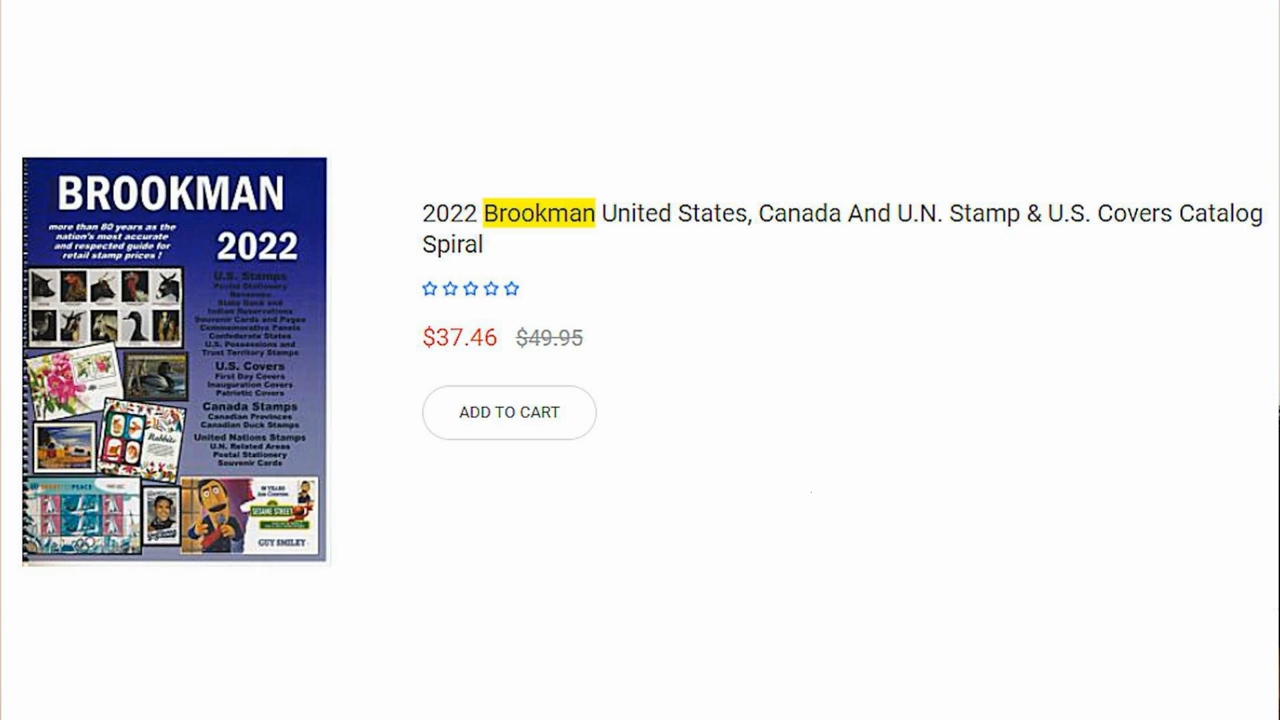 BROOKMAN
more than 80 years as the
nation's most accurate
and respected guide for
retail stamp prices !
2022
U.S. Stamps
Postal Stationery
Revenues
State Duck and
Indian Reservations
Souvenir Cards and Pages
Commemorative Panels
Confederate States
U.S. Possessions and
Trust Territory Stamps
U.S. Covers
First Day Covers
Inauguration Covers
Patriotic Covers
Canada Stamps
Canadian Provinces
Canadian Duck Stamps
United Nations Stamps
U.N. Related Areas
Postal Stationery
Souvenir Cards
Rabbits
PEACE
SESAME STREET
GUY SMILEY
2022 Brookman United States, Canada And U.N. Stamp & U.S. Covers Catalog
Spiral
$37.46 $49.95
ADD TO CART